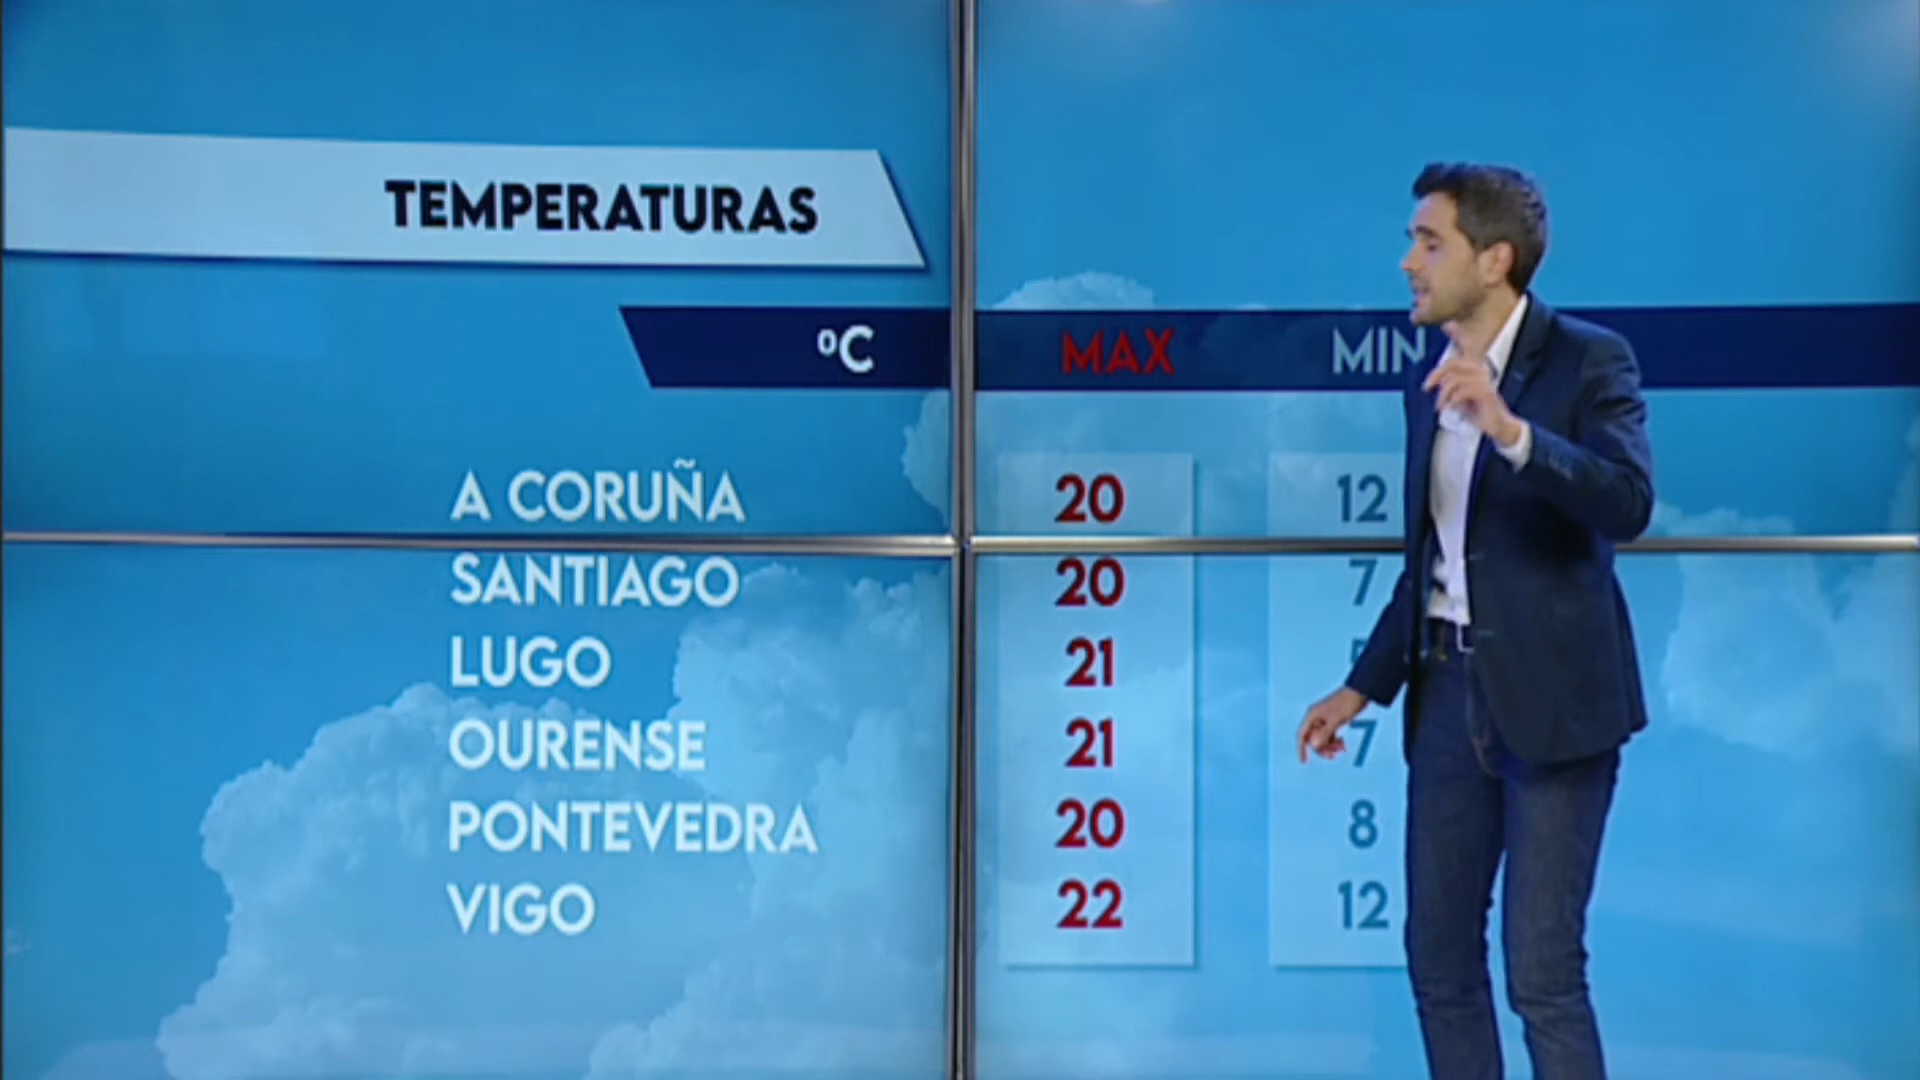 TEMPERATURAS
ºC MAX MIN
A CORUÑA 20 12
SANTIAGO 20 7
LUGO 21
OURENSE 21 7
PONTEVEDRA 20 8
VIGO 22 12